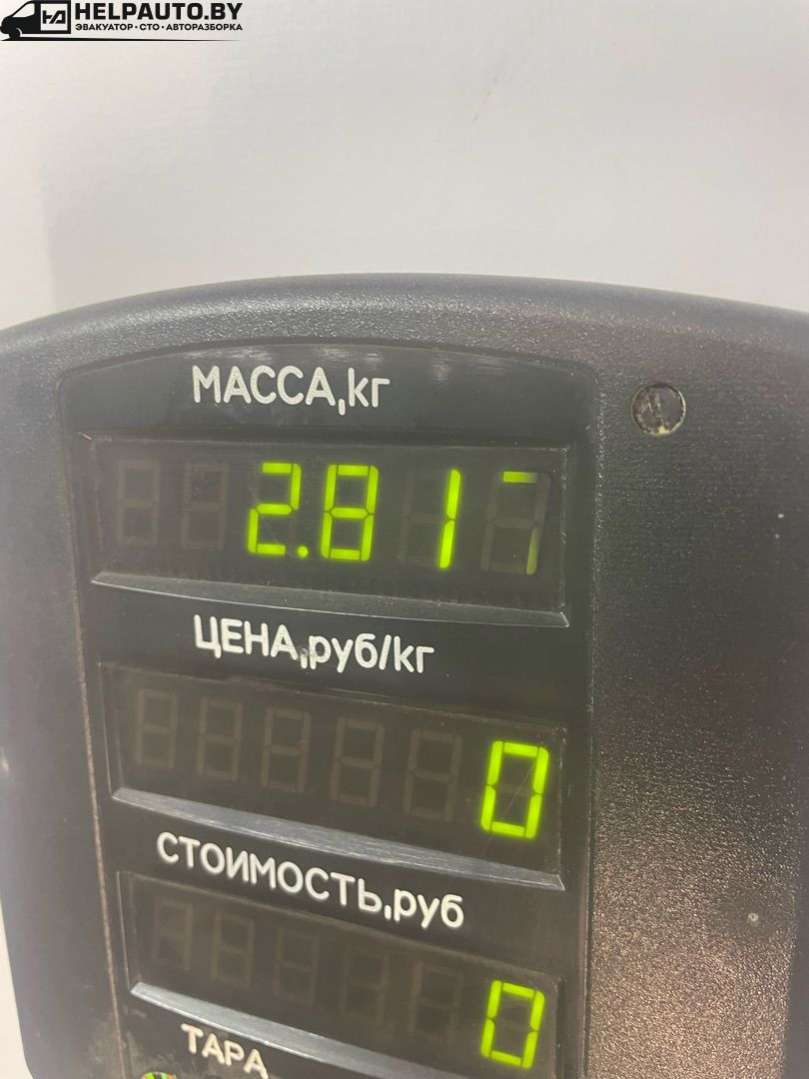 HELPAUTO.BY
ЭВАКУАТОР • СТО • АВТОРАЗБОРКА
МАССА,кг
2.817
ЦЕНА,руб/кг
0
СТОИМОСТЬ,руб
0
ТАРА